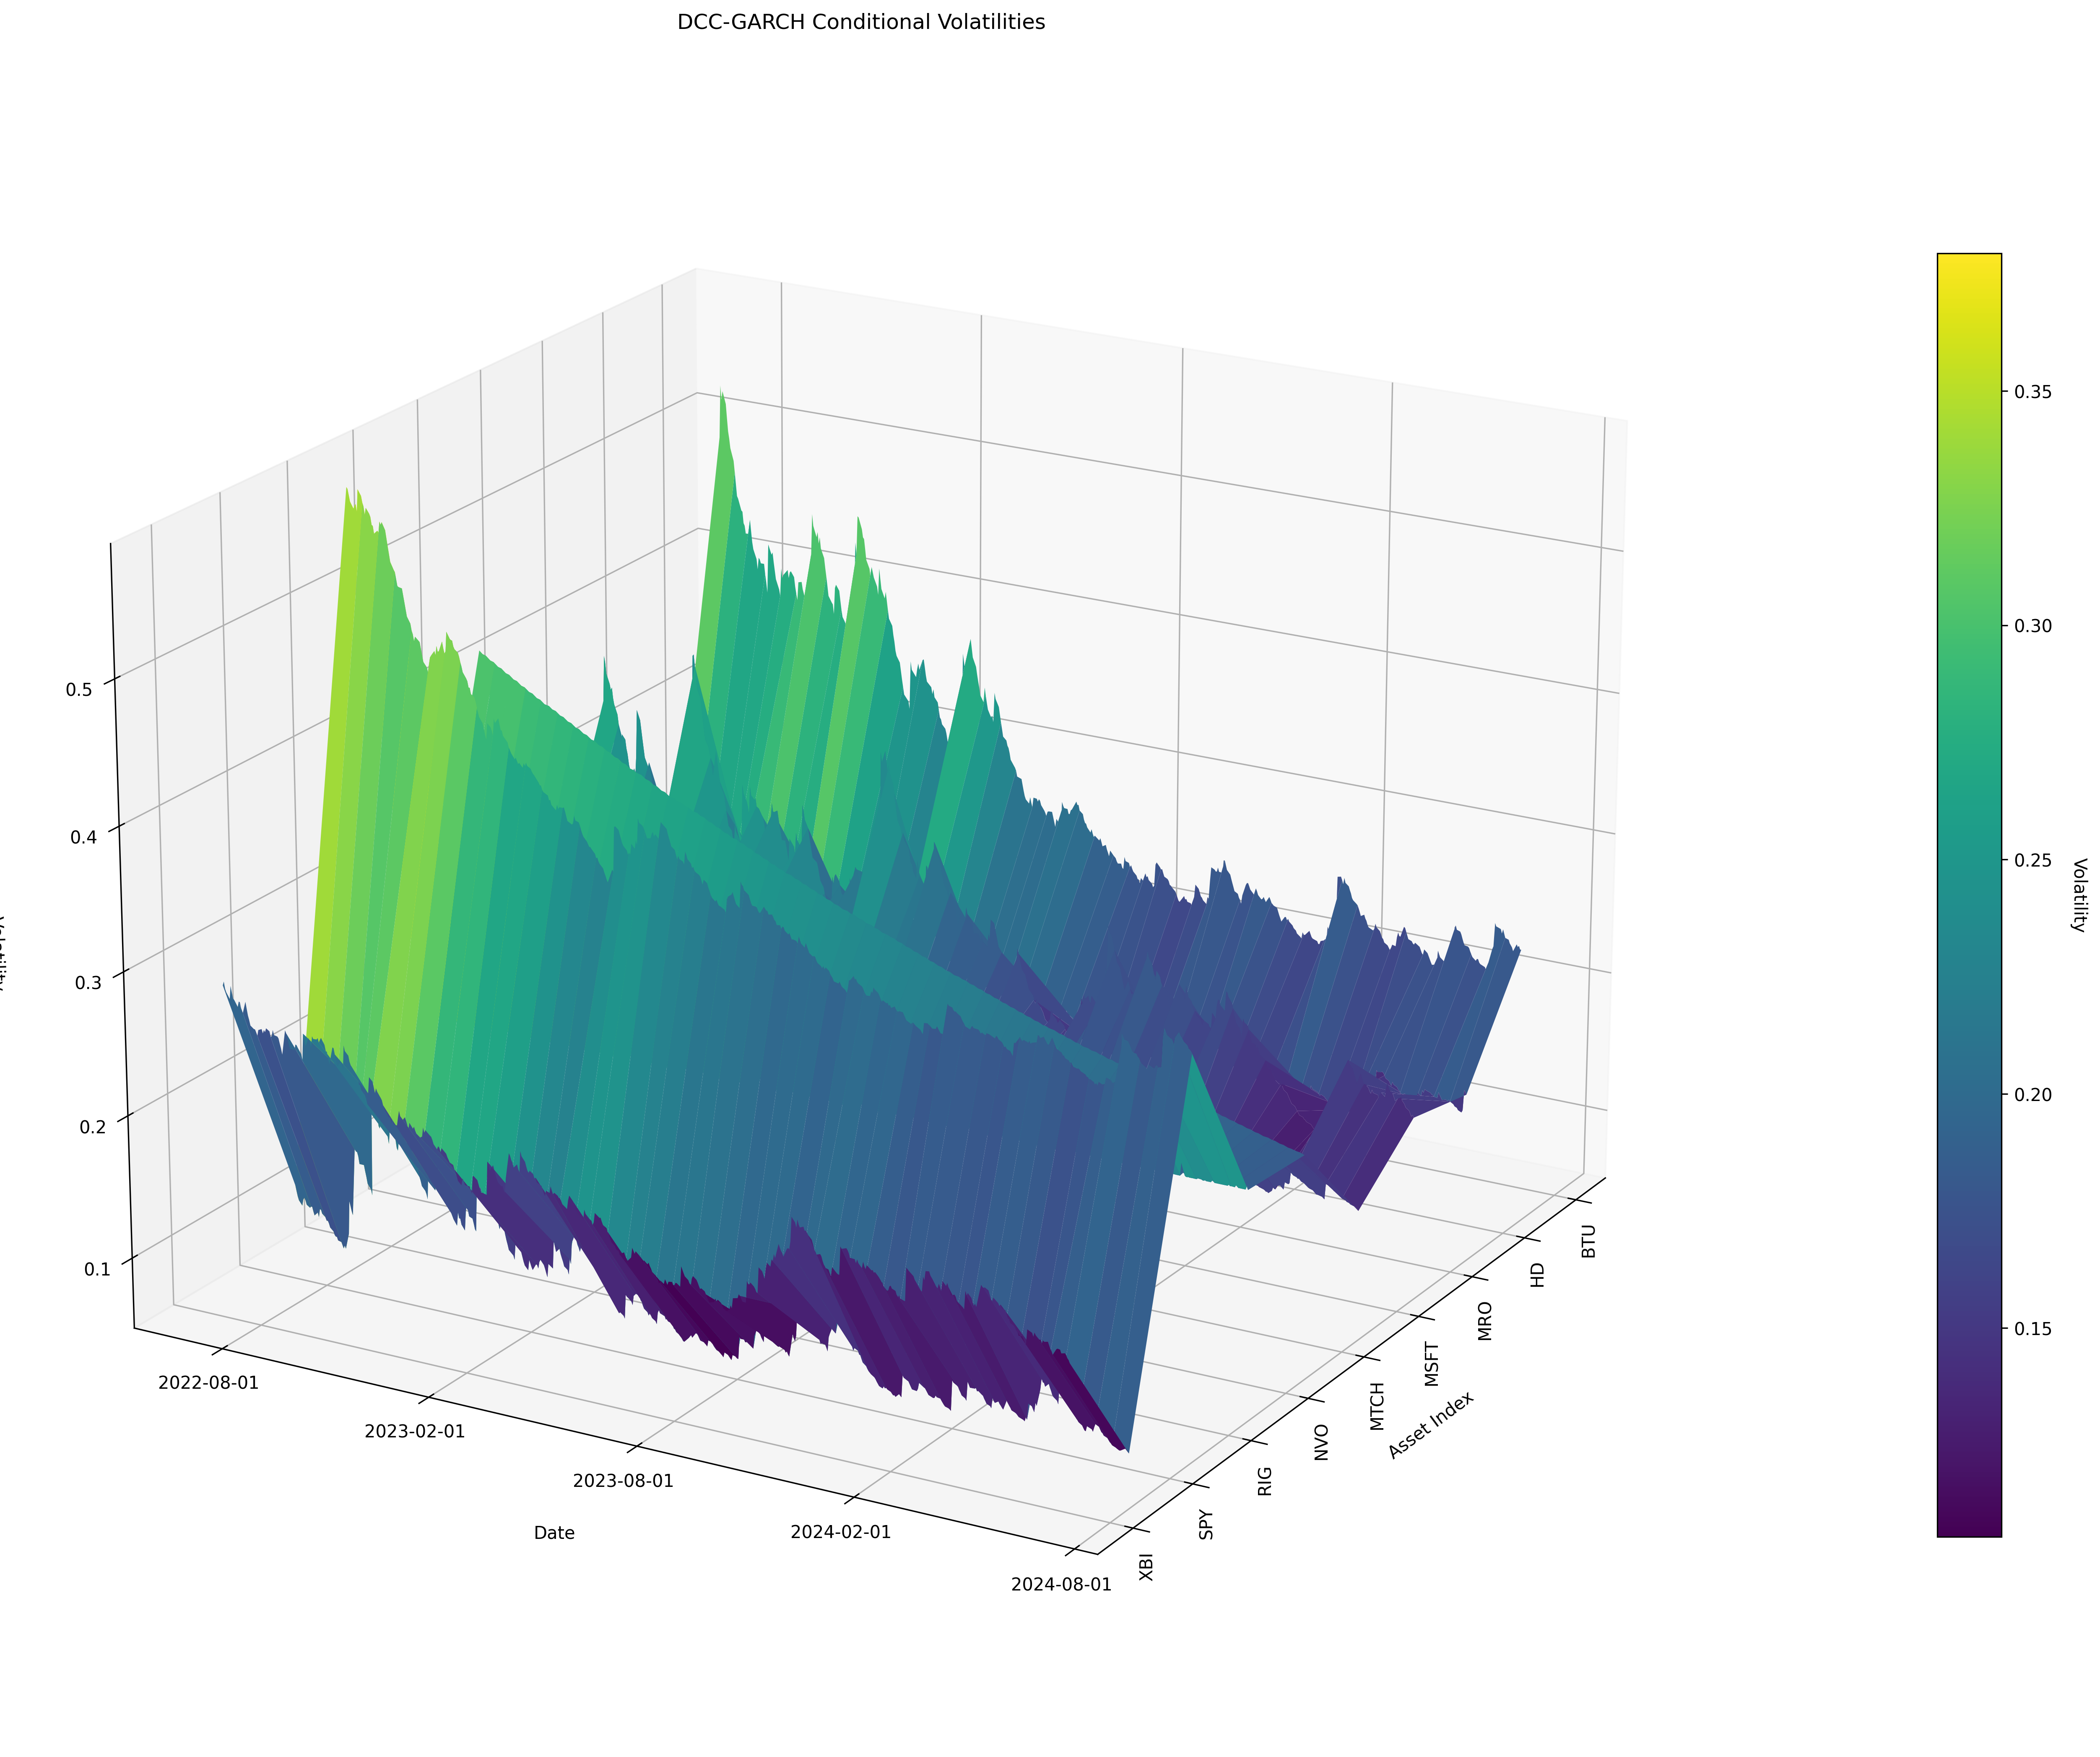 DCC-GARCH Conditional Volatilities
0.5
0.4
0.3
0.2
0.1
2022-08-01
2023-02-01
2023-08-01
2024-02-01
2024-08-01
Date
XBI
SPY
RIG
NVO
MTCH
MSFT
MRO
HD
BTU
Asset Index
0.35
0.30
0.25
0.20
0.15
Volatility